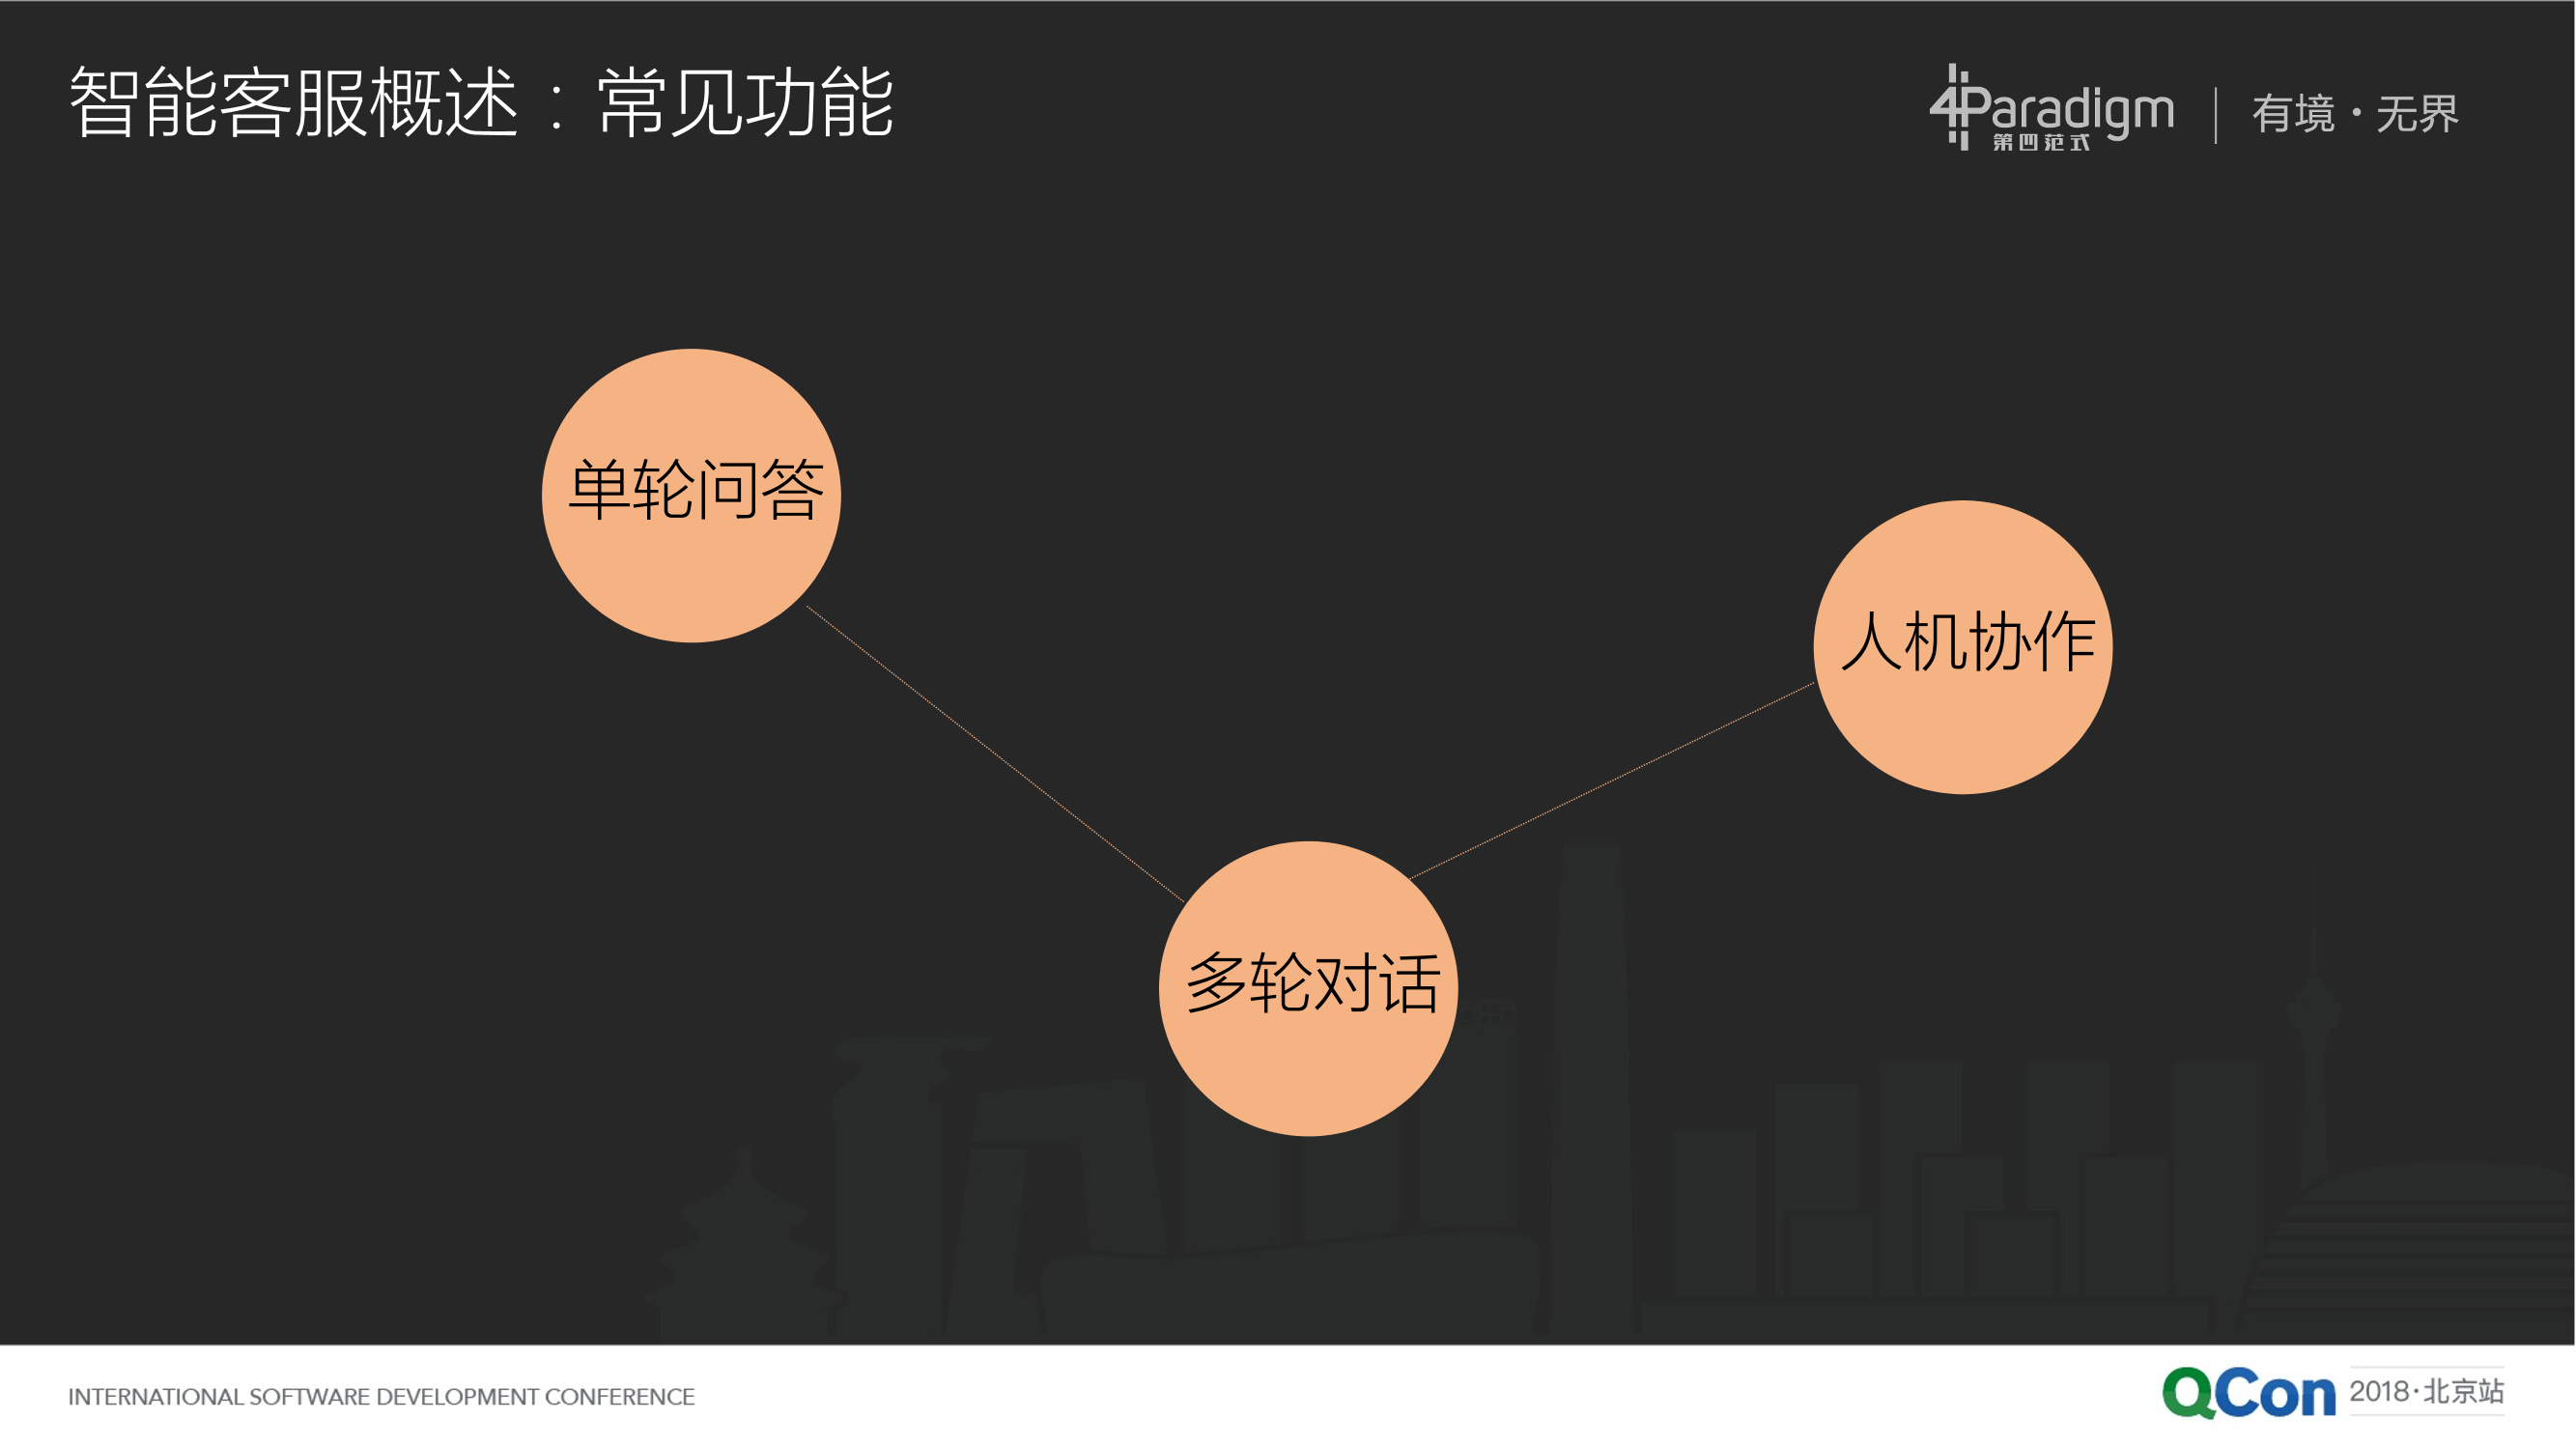 智能客服概述：常见功能
4Paradigm
第四范式
有境·无界
单轮问答
人机协作
多轮对话
INTERNATIONAL SOFTWARE DEVELOPMENT CONFERENCE
QCon 2018·北京站